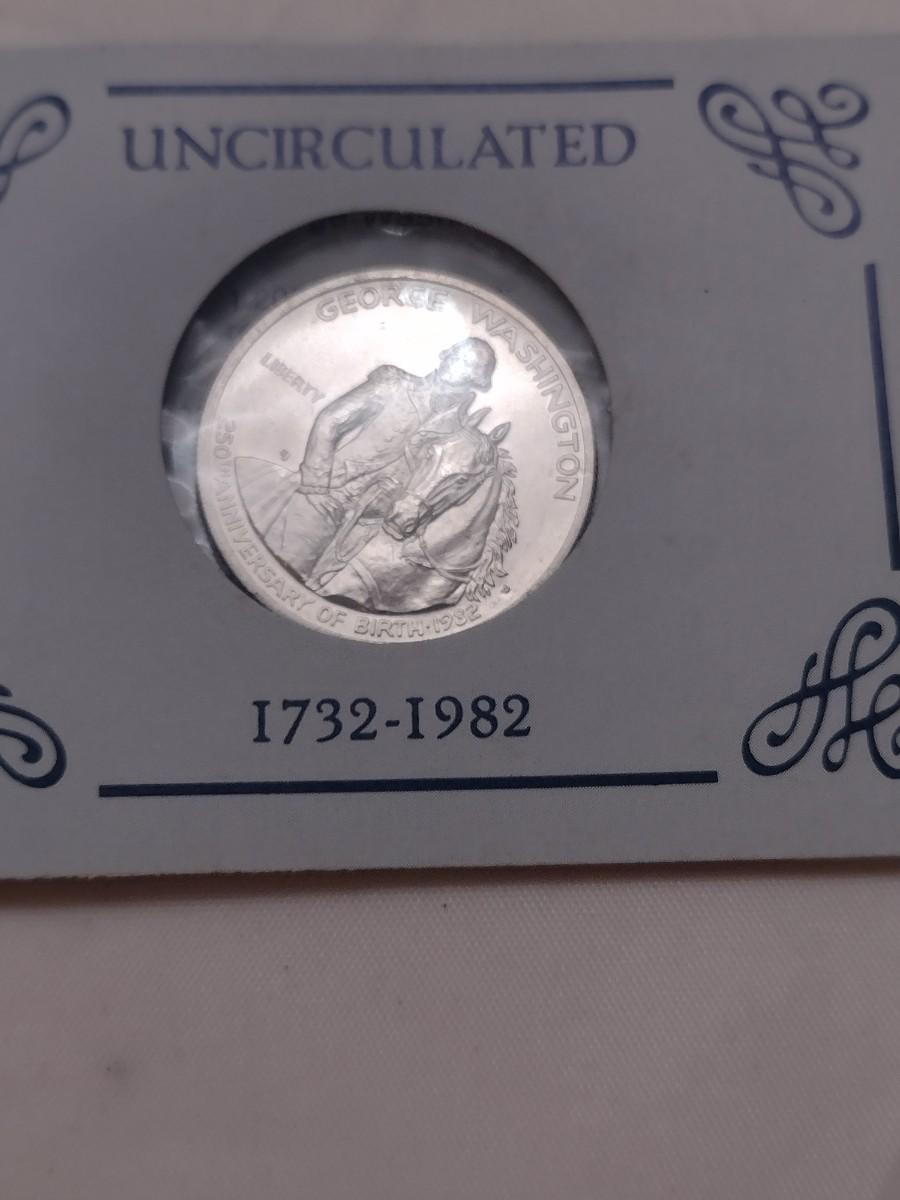 UNCIRCULATED
GEORGE WASHINGTON
LIBERTY
250TH ANNIVERSARY OF BIRTH·1982
1732-1982